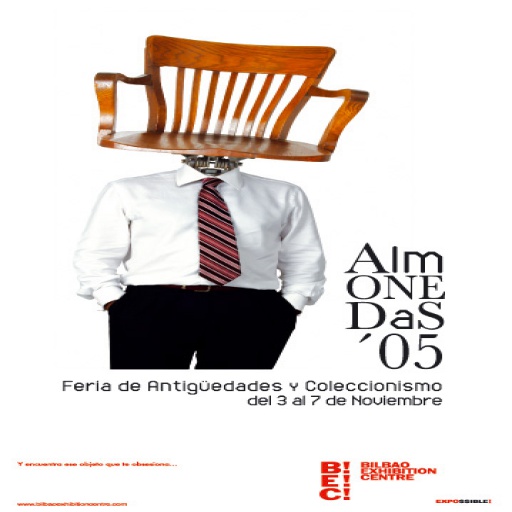 Alm
ONE
DaS
´05
Feria de Antigüedades y Coleccionismo
del 3 al 7 de Noviembre
Y encuentra ese objeto que te obsesiona...
B!
E!
C!
BILBAO
EXHIBITION
CENTRE
www.bilbaoexhibitioncentre.com
EXPOSSIBLE!